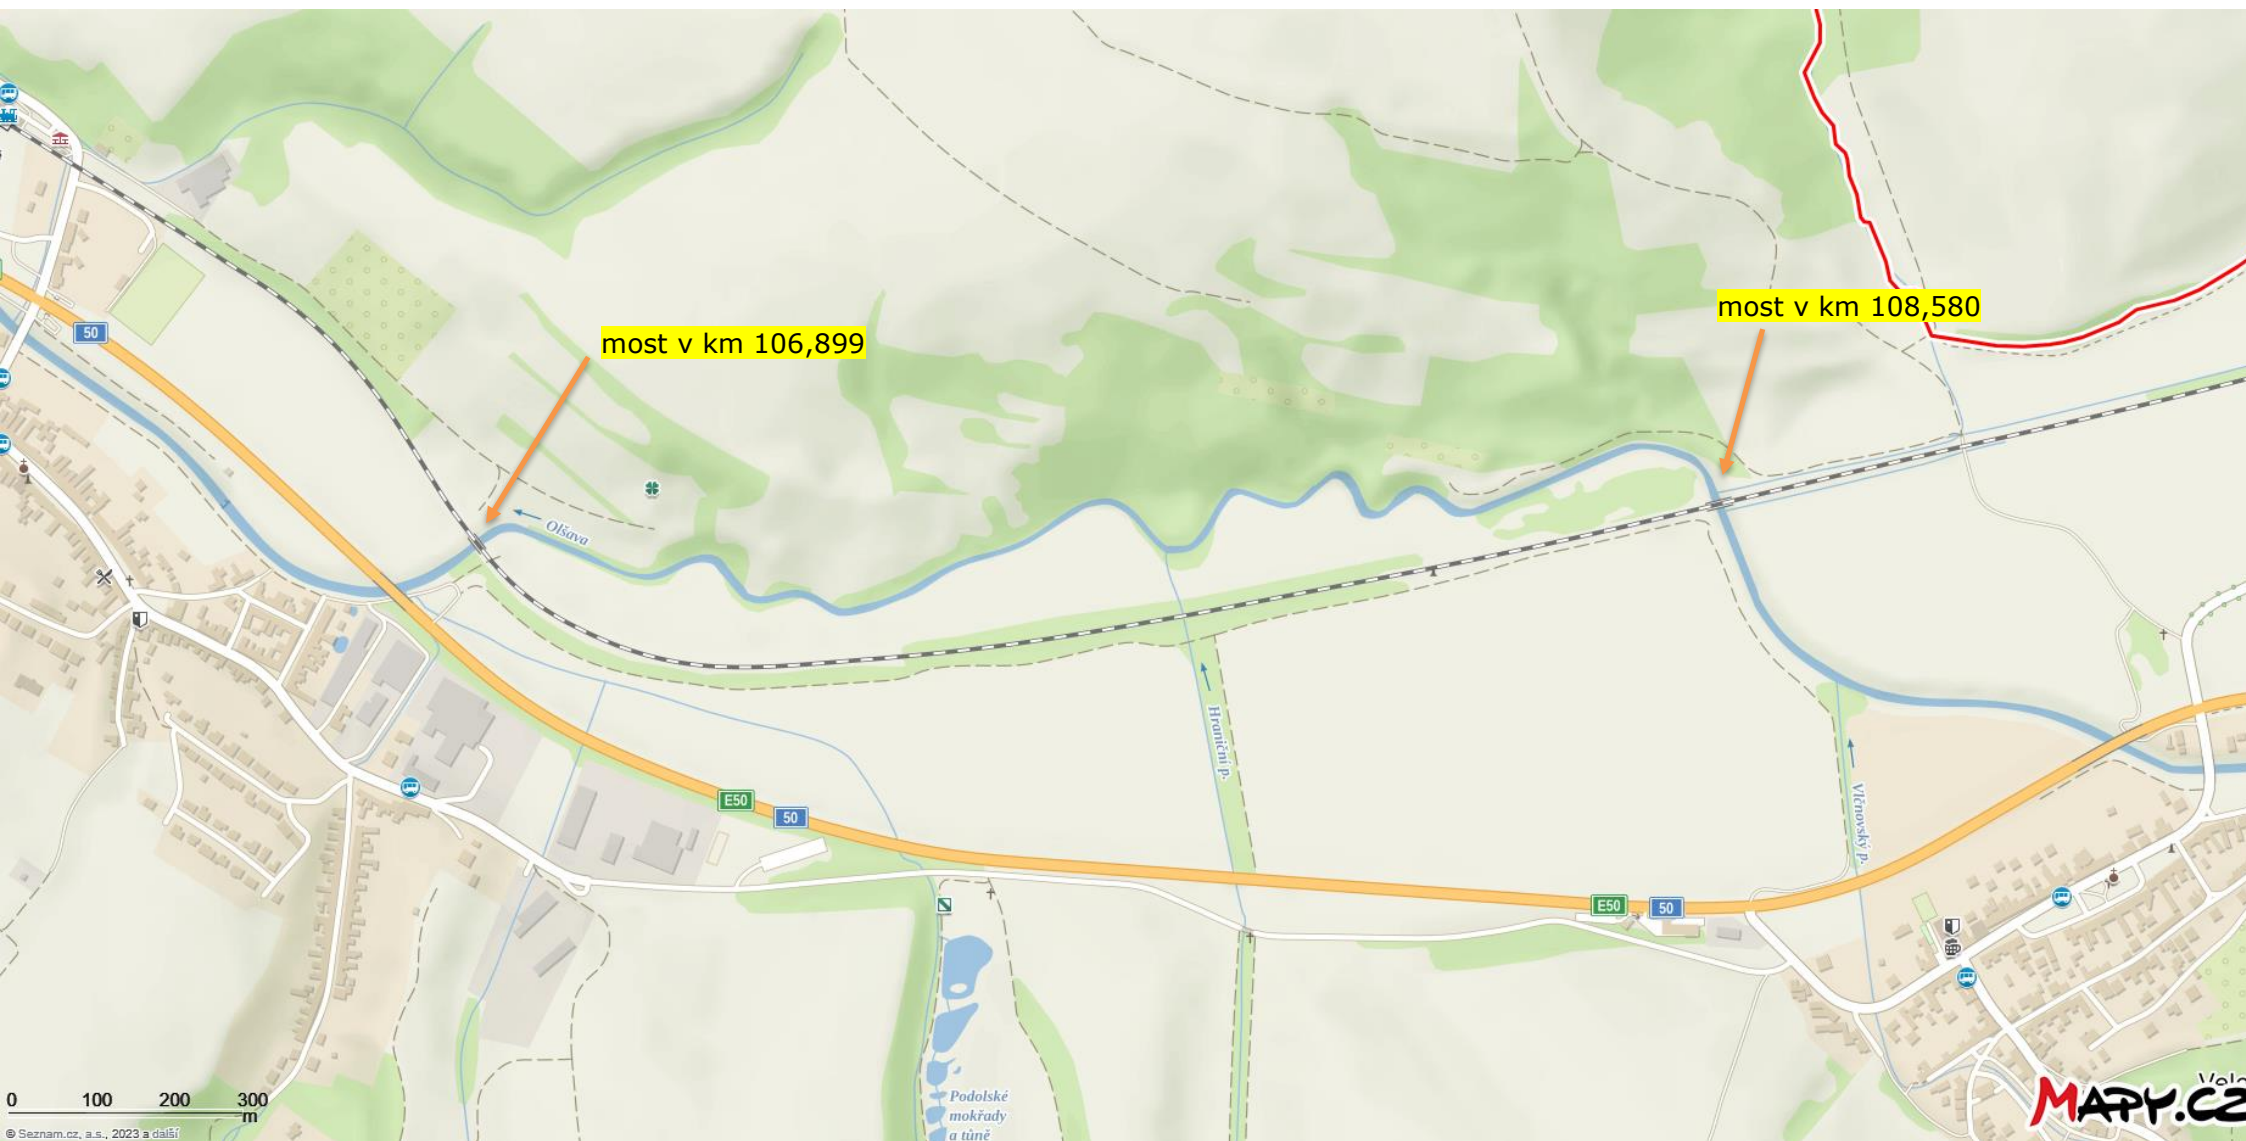 most v km 108,580
50
most v km 106,899
Olšava
Hraniční p.
Vlčnovský p.
E50
50
E50
50
0 100 200 300
m
Podolské
mokřady
a tůně
MAPY.CZ
© Seznam.cz, a.s., 2023 a další